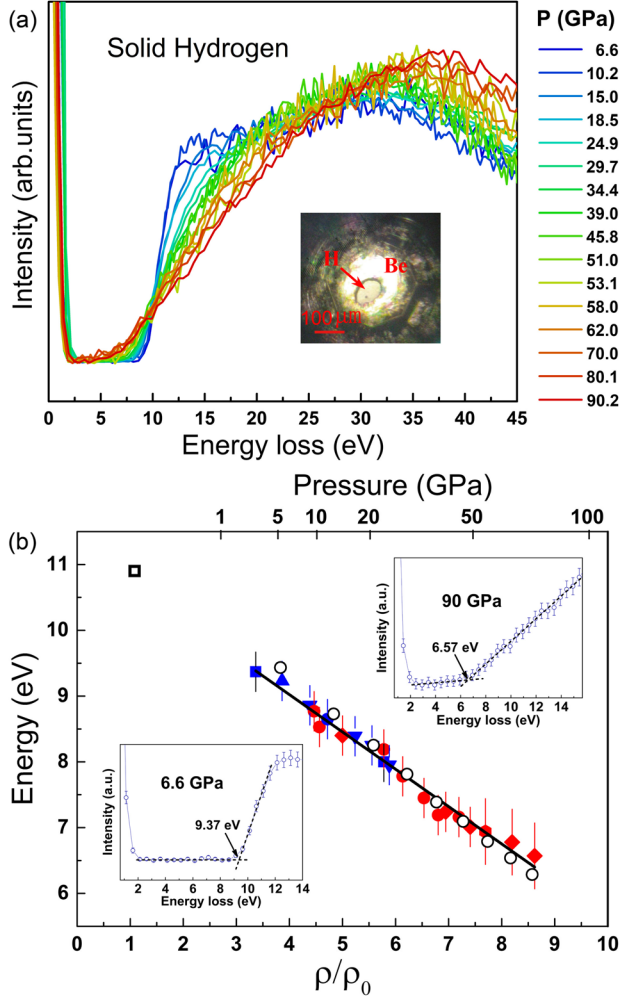 (a)
P (GPa)
Solid Hydrogen
6.6
10.2
15.0
18.5
24.9
29.7
34.4
39.0
45.8
51.0
53.1
58.0
62.0
70.0
80.1
90.2
Intensity (arb.units)
H
Be
100μm
0 5 10 15 20 25 30 35 40 45
Energy loss (eV)
Pressure (GPa)
1 5 10 20 50 100
(b)
11
10
9
8
7
6
Energy (eV)
90 GPa
6.57 eV
Intensity (a.u.)
2 4 6 8 10 12 14
Energy loss (eV)
6.6 GPa
9.37 eV
Intensity (a.u.)
2 4 6 8 10 12 14
Energy loss (eV)
0 1 2 3 4 5 6 7 8 9 10
ρ/ρ₀